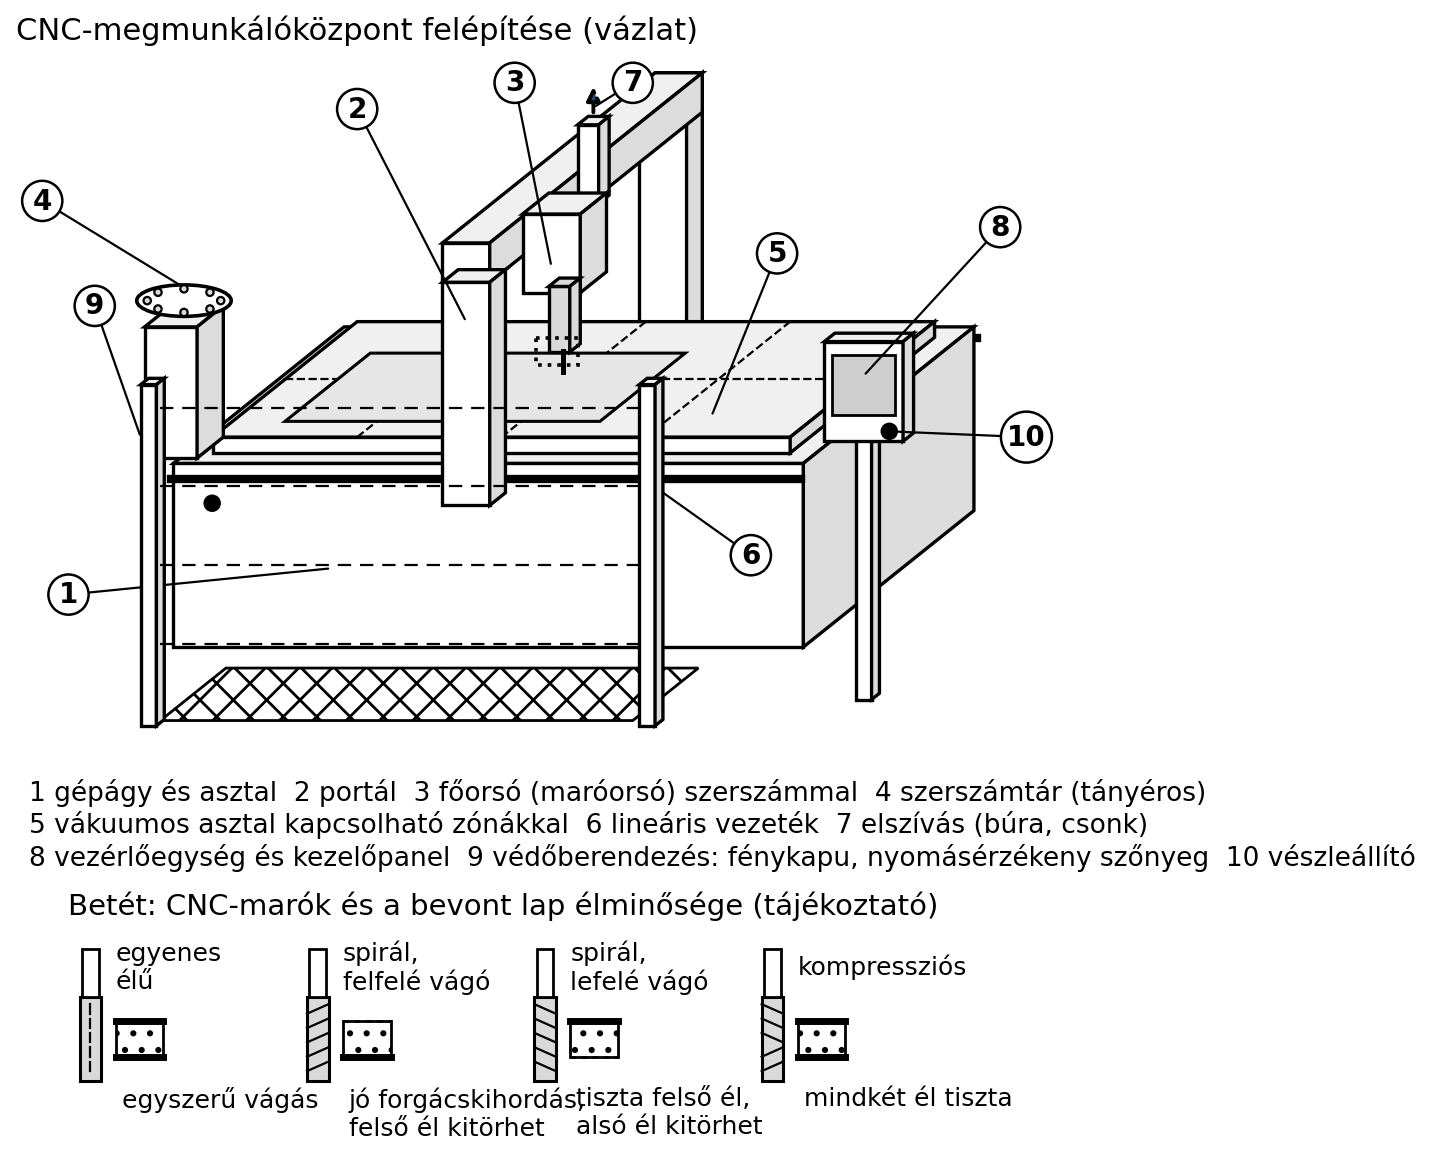 CNC-megmunkálóközpont felépítése (vázlat)
3
7
2
4
8
5
9
10
6
1
1 gépágy és asztal  2 portál  3 főorsó (maróorsó) szerszámmal  4 szerszámtár (tányéros)
5 vákuumos asztal kapcsolható zónákkal  6 lineáris vezeték  7 elszívás (búra, csonk)
8 vezérlőegység és kezelőpanel  9 védőberendezés: fénykapu, nyomásérzékeny szőnyeg  10 vészleállító
Betét: CNC-marók és a bevont lap élminősége (tájékoztató)
egyenes
élű
spirál,
felfelé vágó
spirál,
lefelé vágó
kompressziós
egyszerű vágás
jó forgácskihordás,
felső él kitörhet
tiszta felső él,
alsó él kitörhet
mindkét él tiszta